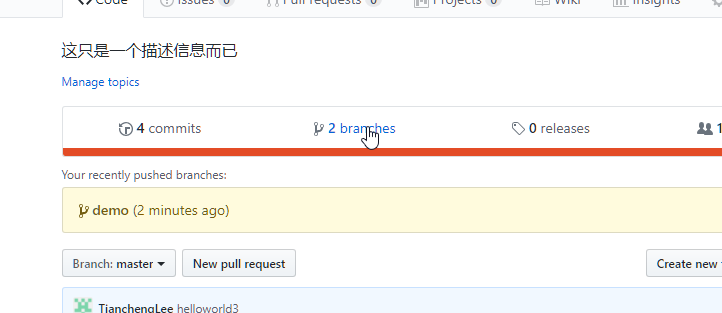 Code Issues 0 Pull requests 0 Projects 0 Wiki Insights
这只是一个描述信息而已
Manage topics
4 commits 2 branches 0 releases 1
Your recently pushed branches:
demo (2 minutes ago)
Branch: master New pull request Create new
TianchengLee helloworld3